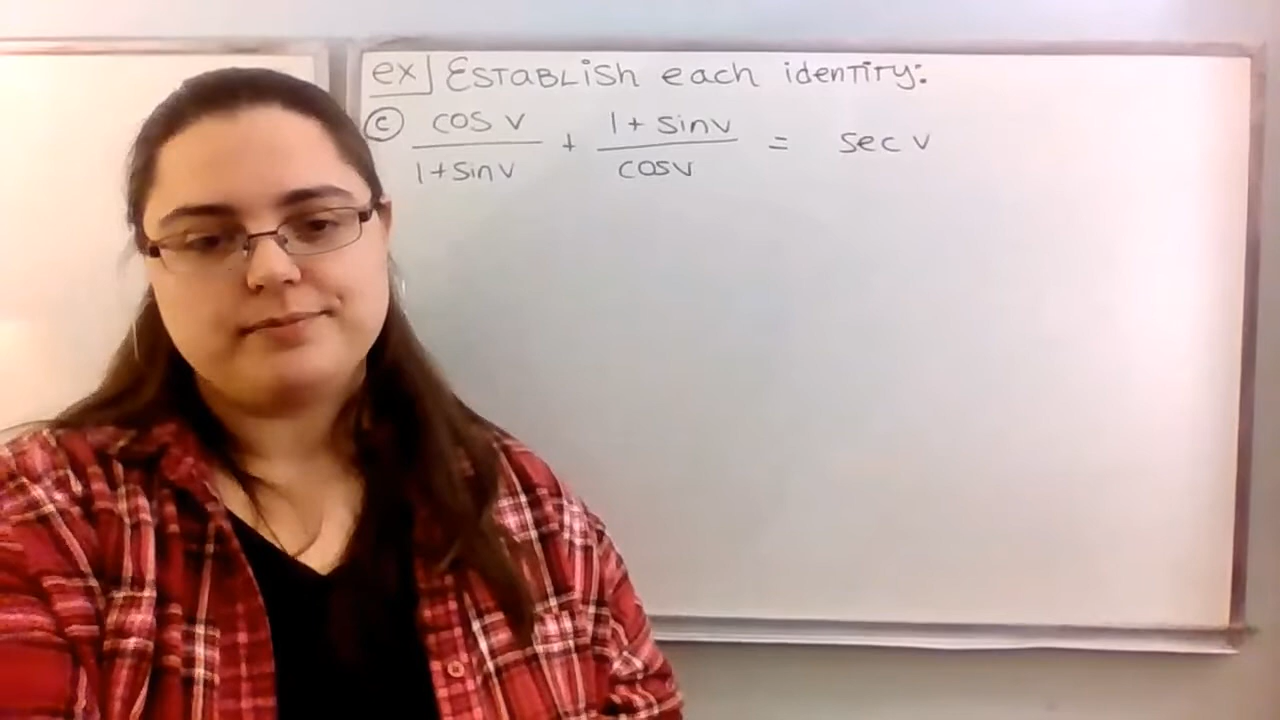 ex] Establish each identity:
Ⓒ cos v / 1 + sin v + 1 + sin v / cos v = sec v